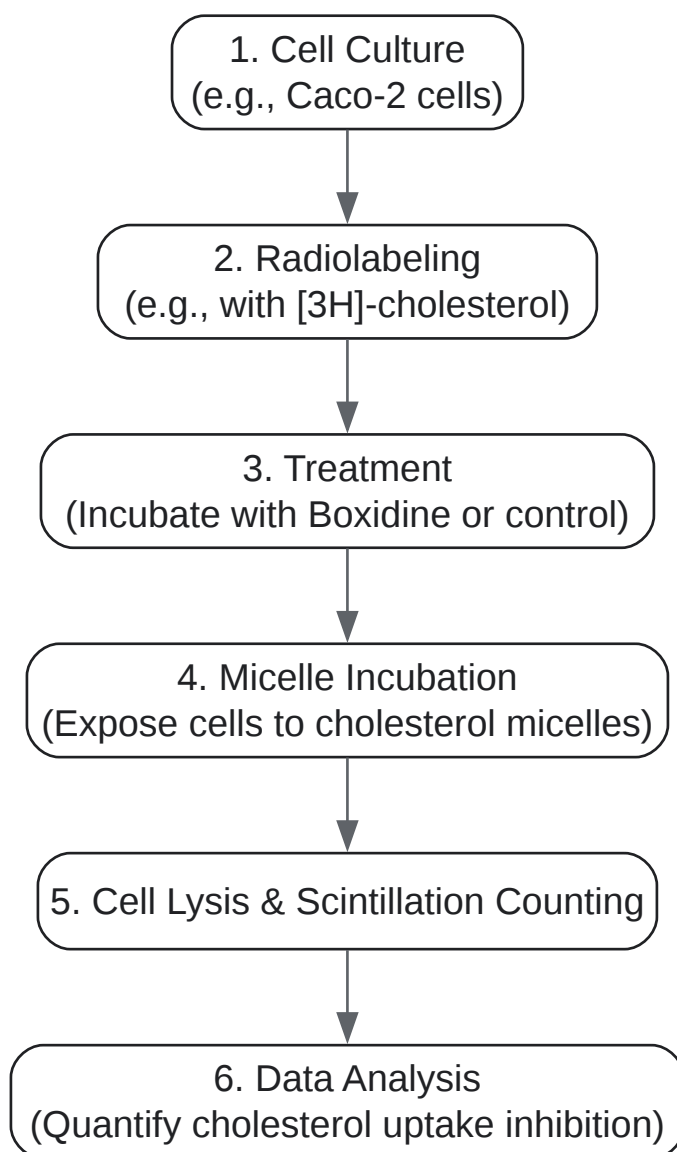 1. Cell Culture
(e.g., Caco-2 cells)
2. Radiolabeling
(e.g., with [3H]-cholesterol)
3. Treatment
(Incubate with Boxidine or control)
4. Micelle Incubation
(Expose cells to cholesterol micelles)
5. Cell Lysis & Scintillation Counting
6. Data Analysis
(Quantify cholesterol uptake inhibition)